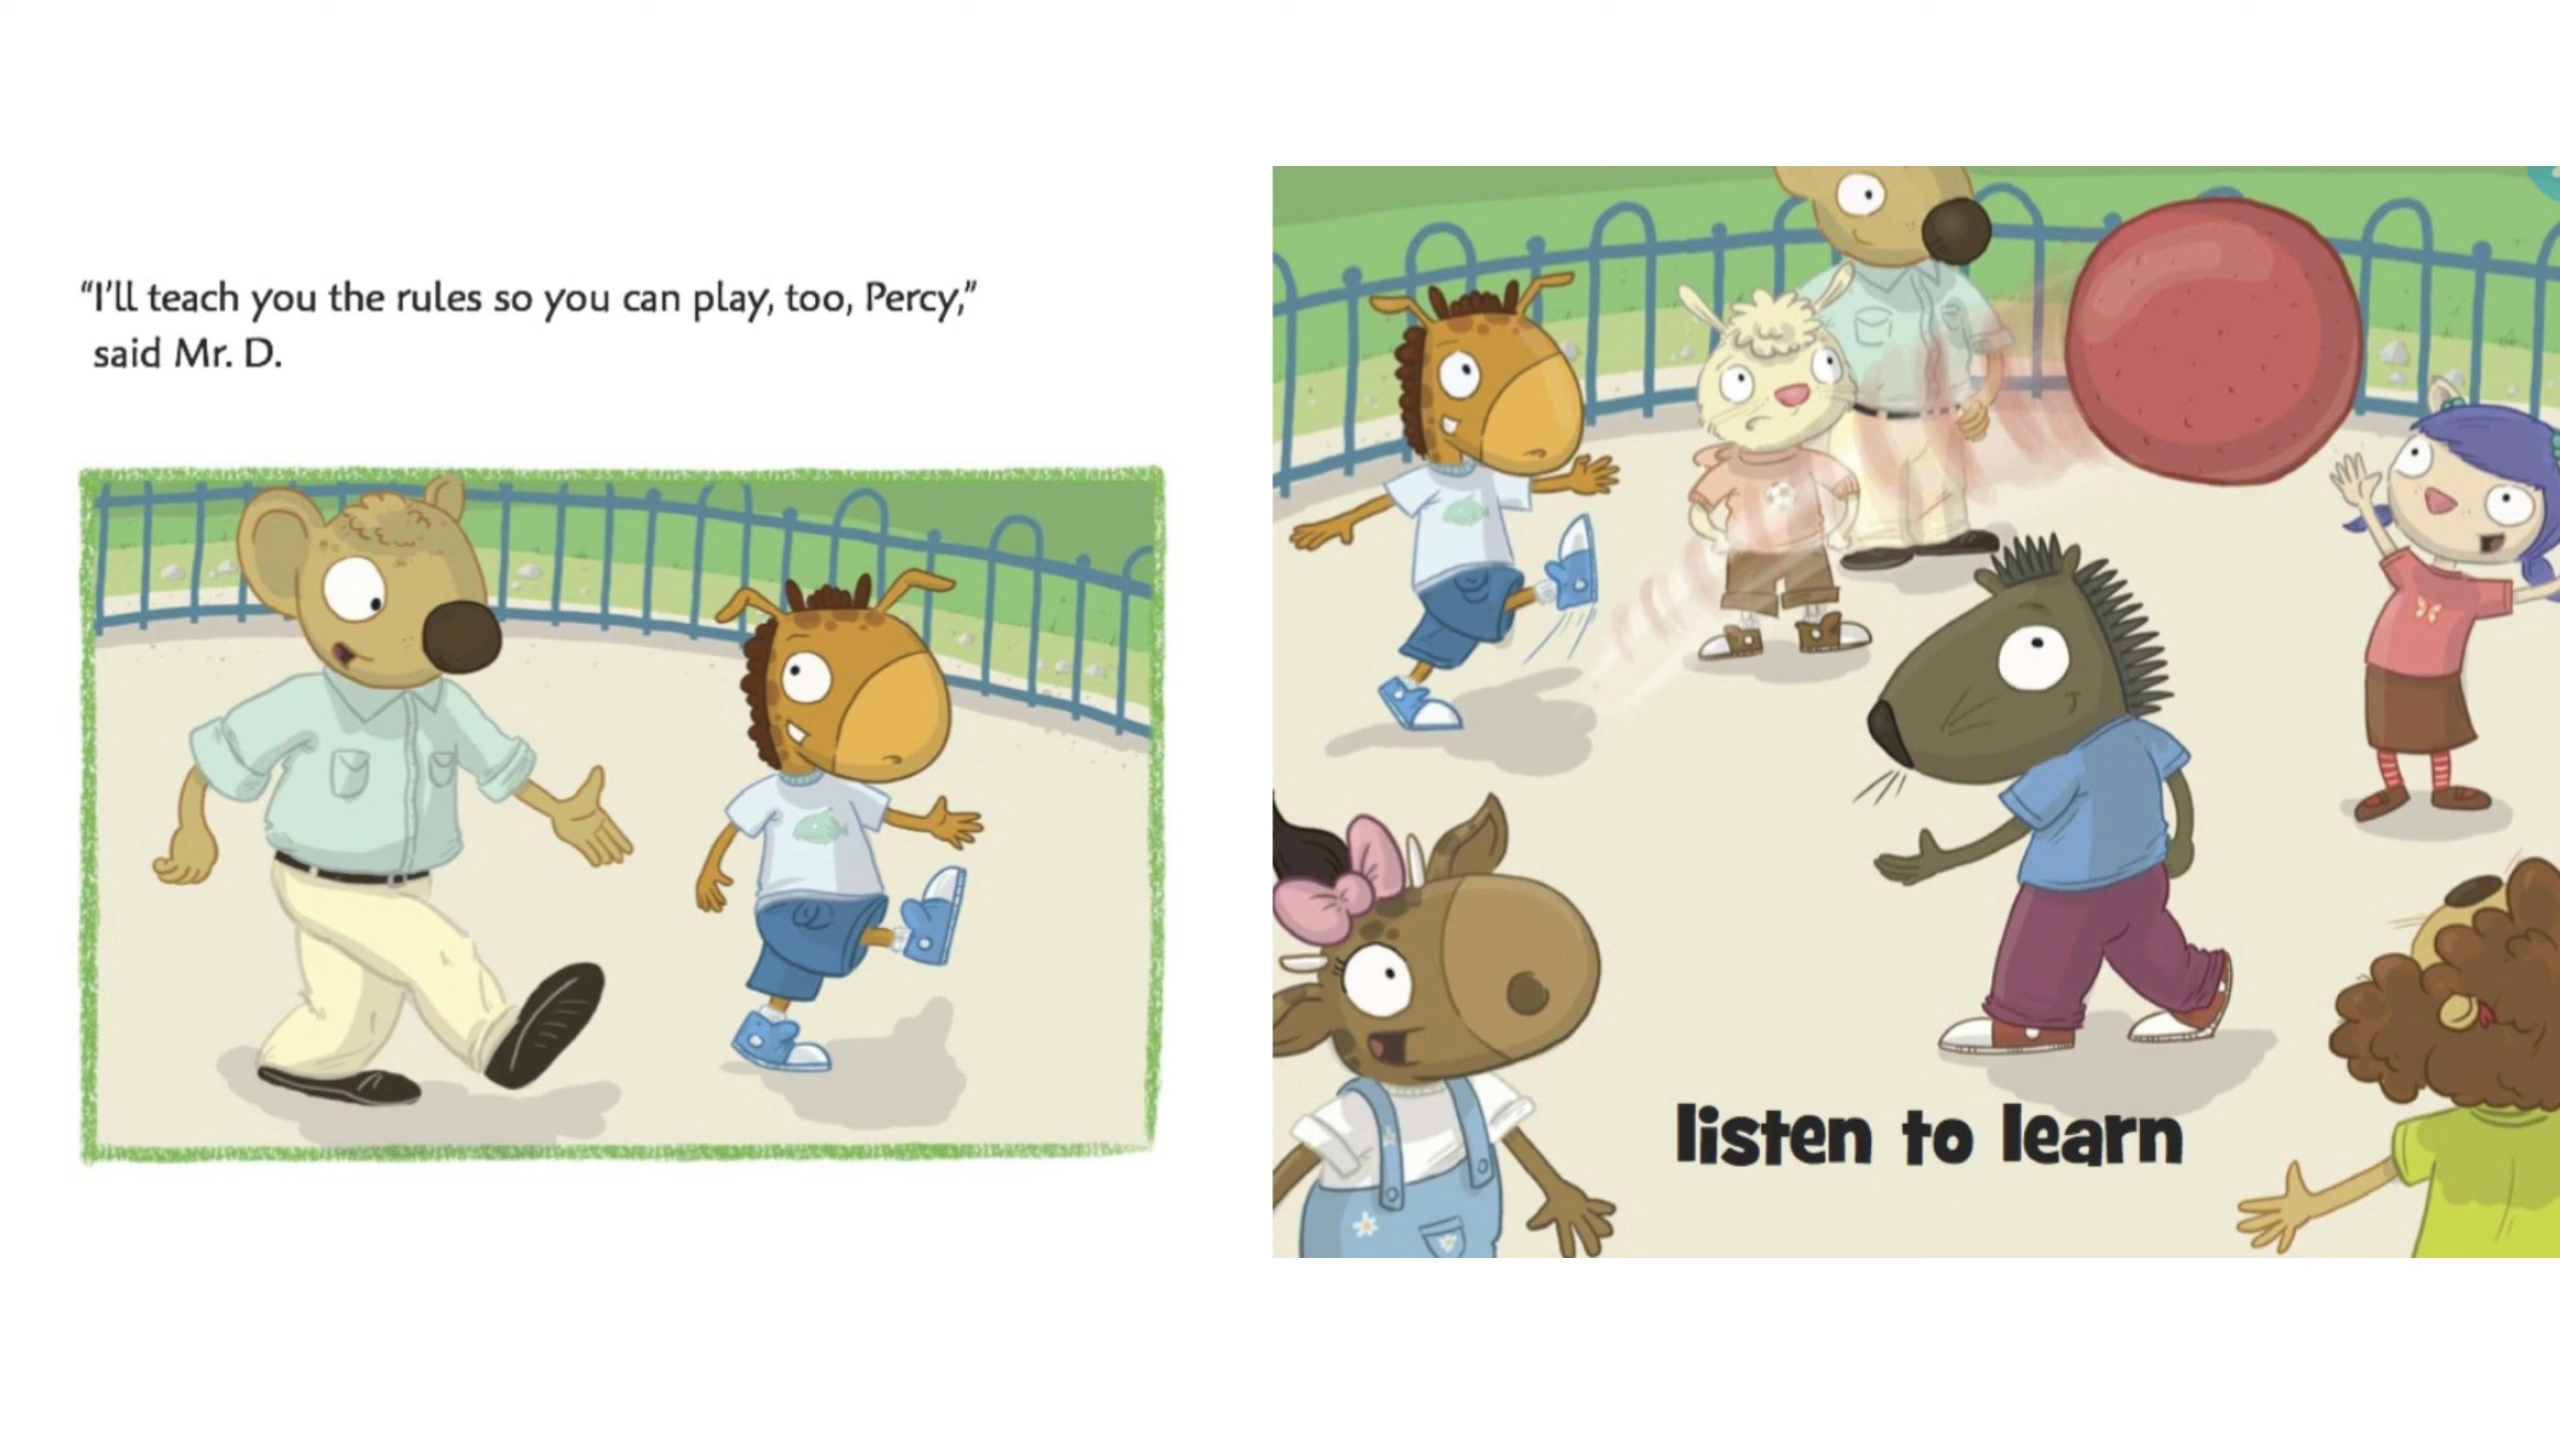 “I’ll teach you the rules so you can play, too, Percy,”
said Mr. D.
listen to learn